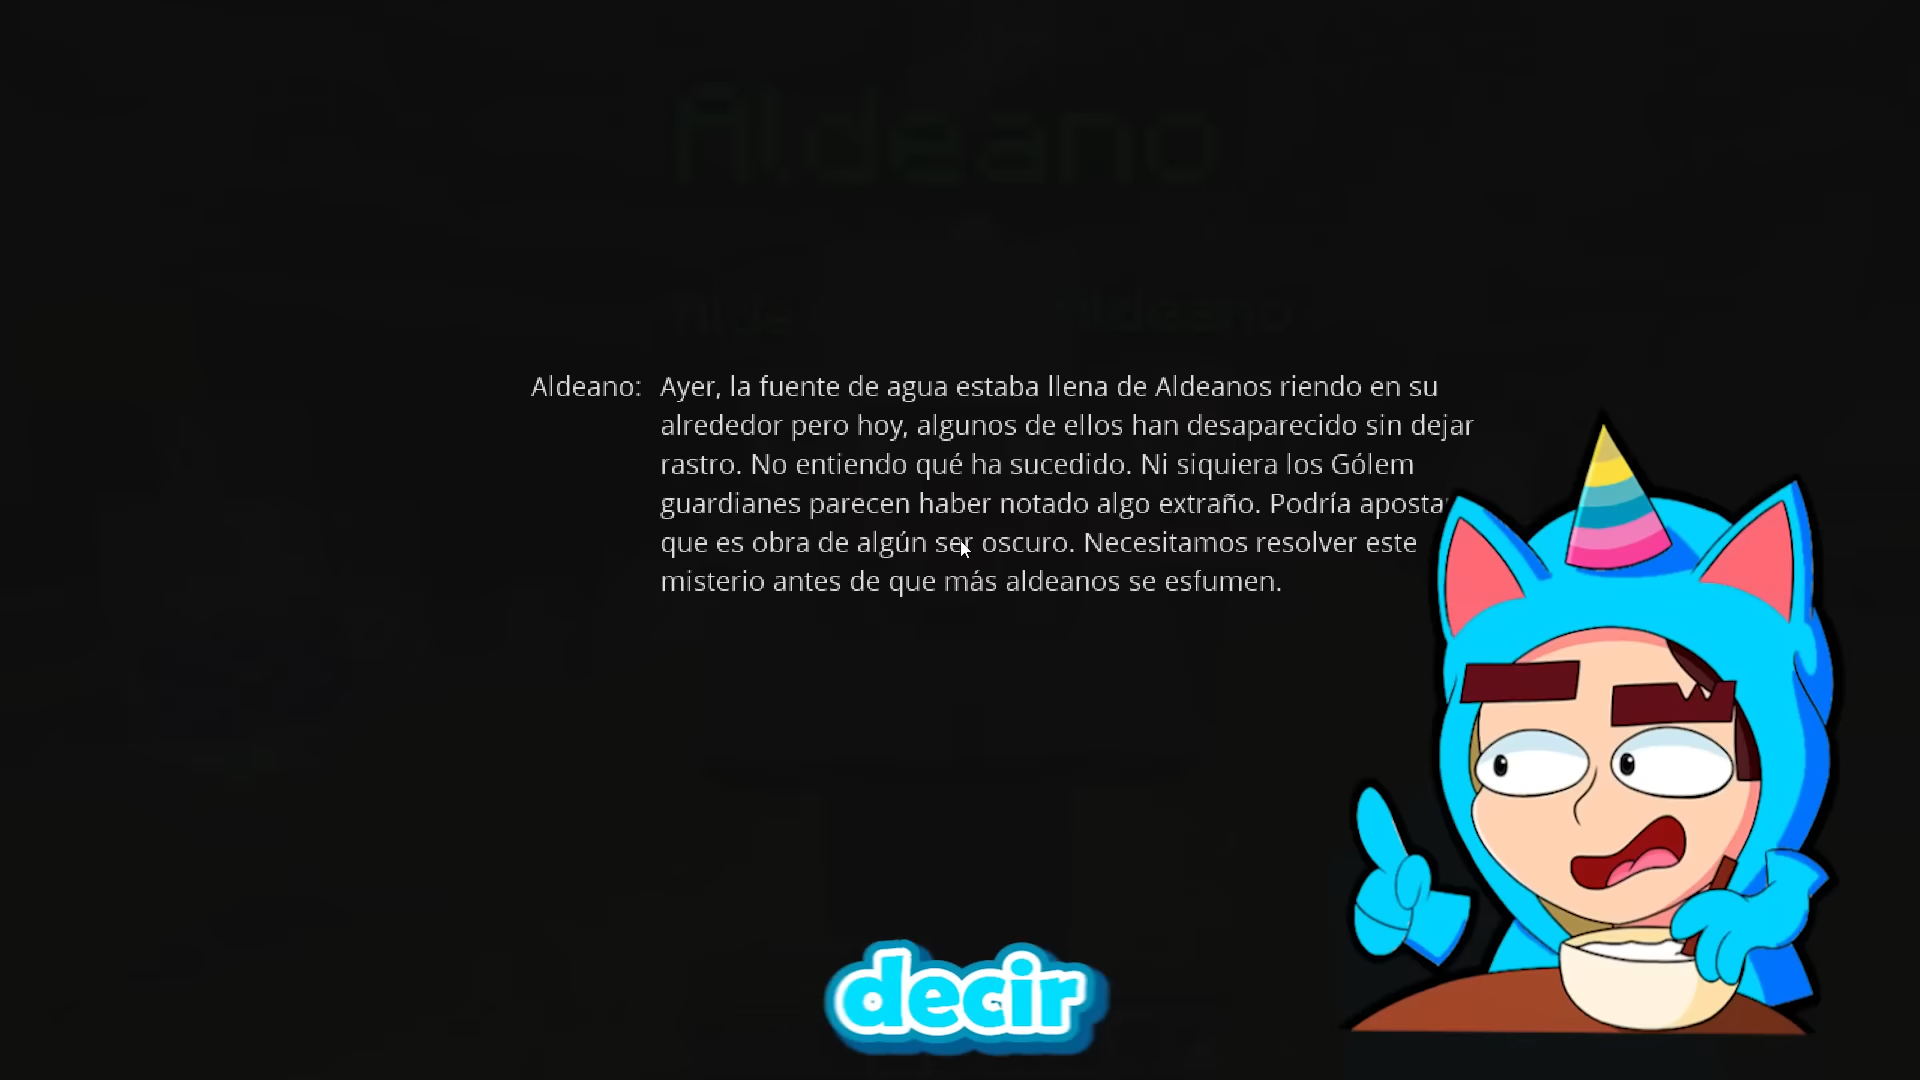 Aldeano
Alde Aldeano
Aldeano: Ayer, la fuente de agua estaba llena de Aldeanos riendo en su
alrededor pero hoy, algunos de ellos han desaparecido sin dejar
rastro. No entiendo qué ha sucedido. Ni siquiera los Gólem
guardianes parecen haber notado algo extraño. Podría aposta
que es obra de algún ser oscuro. Necesitamos resolver este
misterio antes de que más aldeanos se esfumen.
decir